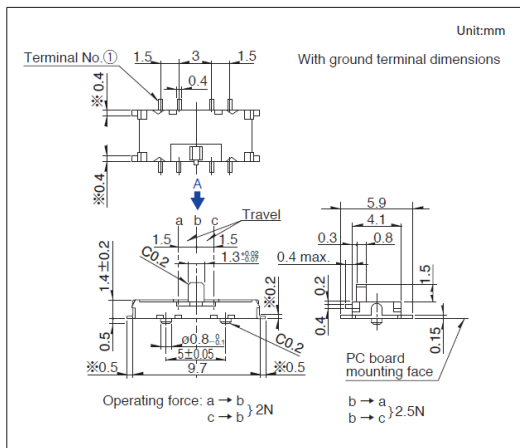 Unit:mm
With ground terminal dimensions
Terminal No.①
1.5
3
1.5
0.4
※0.4
※0.4
A
a b c
Travel
1.5
1.5
1.3 +0.02 -0.07
C0.2
1.4±0.2
0.5
※0.2
ø0.8 -0 -0.1
5±0.05
C0.2
※0.5
9.7
※0.5
5.9
4.1
0.3
0.8
0.4 max.
0.2
0.4
1.5
0.15
PC board
mounting face
Operating force: a → b
c → b } 2N
b → a
b → c } 2.5N